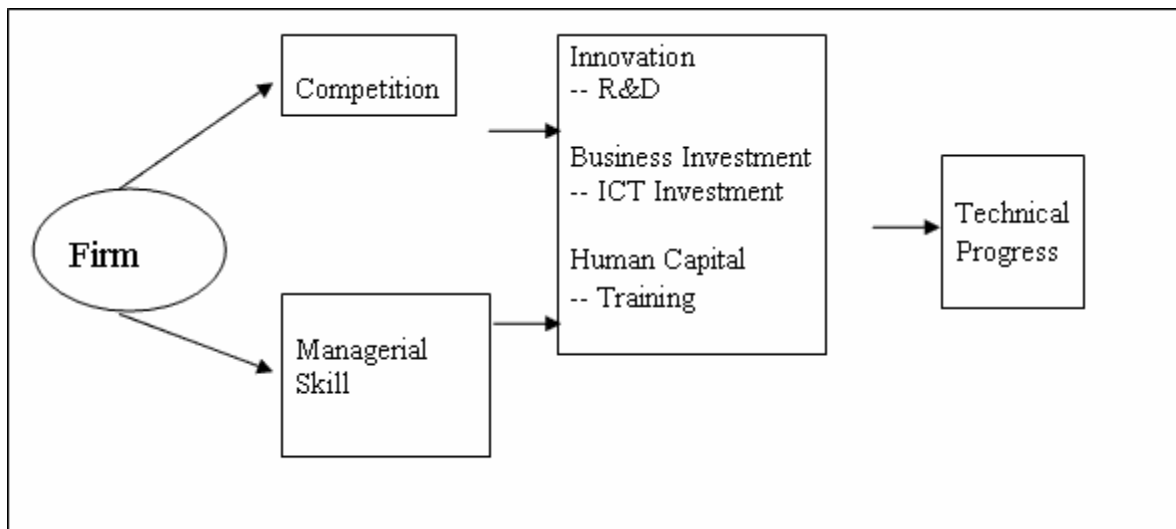 Firm
Competition
Managerial
Skill
Innovation
-- R&D
Business Investment
-- ICT Investment
Human Capital
-- Training
Technical
Progress